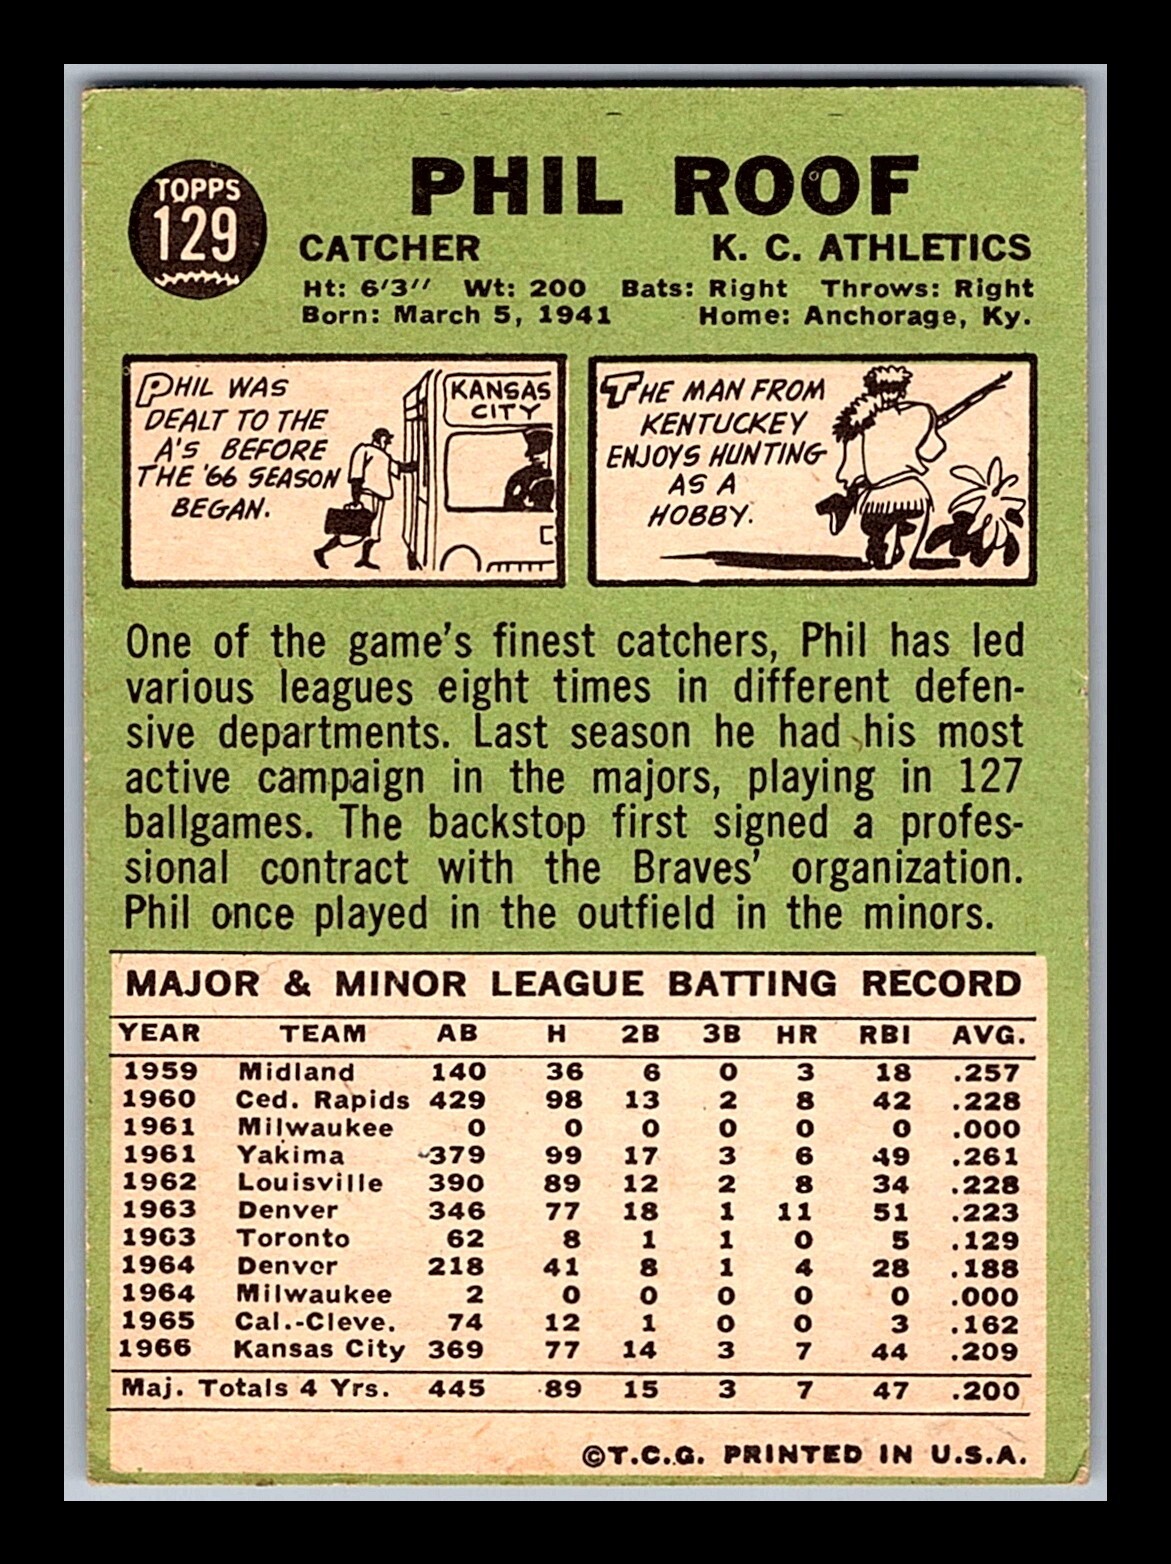 TOPPS
129
PHIL ROOF
CATCHER K. C. ATHLETICS
Ht: 6'3" Wt: 200 Bats: Right Throws: Right
Born: March 5, 1941 Home: Anchorage, Ky.
PHIL WAS
DEALT TO THE
A'S BEFORE
THE '66 SEASON
BEGAN.
KANSAS
CITY
THE MAN FROM
KENTUCKEY
ENJOYS HUNTING
AS A
HOBBY.
One of the game's finest catchers, Phil has led
various leagues eight times in different defen-
sive departments. Last season he had his most
active campaign in the majors, playing in 127
ballgames. The backstop first signed a profes-
sional contract with the Braves' organization.
Phil once played in the outfield in the minors.
MAJOR & MINOR LEAGUE BATTING RECORD
YEAR TEAM AB H 2B 3B HR RBI AVG.
1959 Midland 140 36 6 0 3 18 .257
1960 Ced. Rapids 429 98 13 2 8 42 .228
1961 Milwaukee 0 0 0 0 0 0 .000
1961 Yakima 379 99 17 3 6 49 .261
1962 Louisville 390 89 12 2 8 34 .228
1963 Denver 346 77 18 1 11 51 .223
1963 Toronto 62 8 1 1 0 5 .129
1964 Denver 218 41 8 1 4 28 .188
1964 Milwaukee 2 0 0 0 0 0 .000
1965 Cal.-Cleve. 74 12 1 0 0 3 .162
1966 Kansas City 369 77 14 3 7 44 .209
Maj. Totals 4 Yrs. 445 89 15 3 7 47 .200
©T.C.G. PRINTED IN U.S.A.